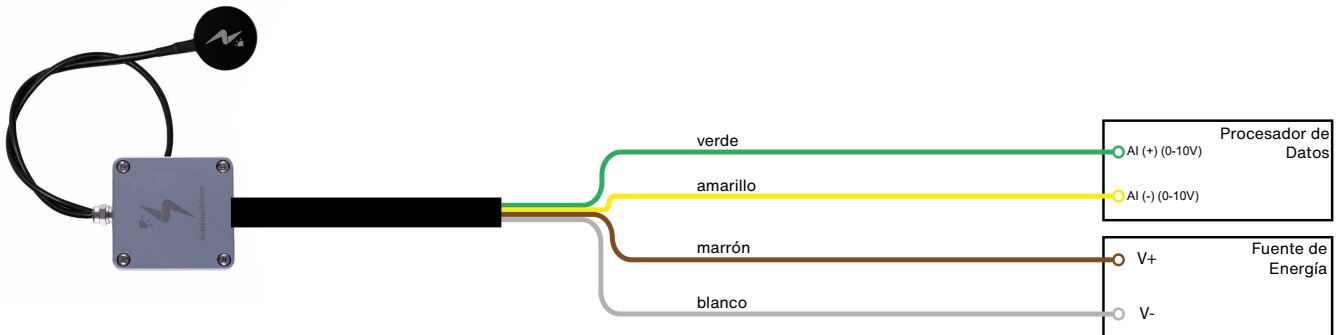 verde
amarillo
marrón
blanco
Procesador de
Datos
AI (+) (0-10V)
AI (-) (0-10V)
Fuente de
Energía
V+
V-